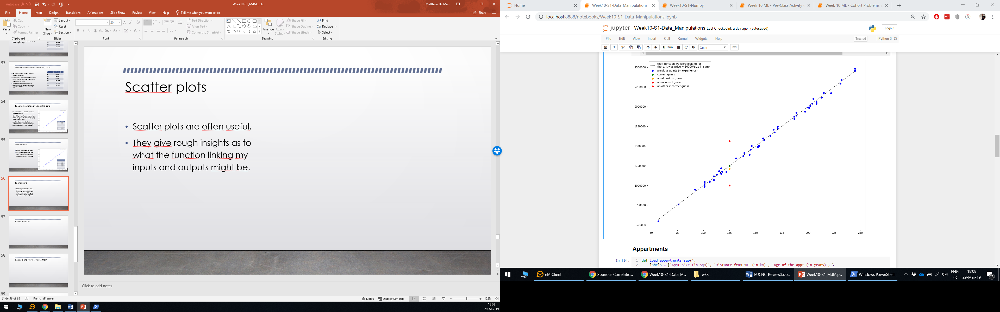 AutoSave Off
Week10-S1_MdM.pptx
Matthieu De Mari
File Home Insert Design Transitions Animations Slide Show Review View Help Tell me what you want to do
Share
Paste
Cut
Copy
Format Painter
Clipboard
New Slide
Layout
Reset
Section
Slides
20
Font
Text Direction
Align Text
Convert to SmartArt
Paragraph
Arrange
Quick Styles
Shape Fill
Shape Outline
Shape Effects
Drawing
Find
Replace
Select
Editing
53
Seeking inspiration by visualizing data
54
Seeking inspiration by visualizing data
55
Scatter plots
56
Scatter plots
57
Histogram plots
58
Boxplots and why not to use them
59
Scatter plots
• Scatter plots are often useful.
• They give rough insights as to
what the function linking my
inputs and outputs might be.
Click to add notes
Slide 56 of 63 French (France)
Notes Display Settings 122%
18:08
29-Mar-19
Home
Week10-S1-Data_Manipulations
Week10-S1-Numpy
Week 10 ML - Pre-Class Activity
Week 10 ML - Cohort Problems 2
localhost:8888/notebooks/Week10-S1-Data_Manipulations.ipynb
jupyter Week10-S1-Data_Manipulations Last Checkpoint: a day ago (autosaved)
Logout
File Edit View Insert Cell Kernel Widgets Help
Trusted
Python 3
Run
Code
the f function we were looking for
(here, it was price = 10000*size in sqm)
previous points (= experience)
correct guess
an almost ok guess
an incorrect guess
an other incorrect guess
2500000
2250000
2000000
1750000
1500000
1250000
1000000
750000
500000
50 75 100 125 150 175 200 225 250
Appartments
In [9]:
1 def load_appartments_sgp():
2 labels = ['Appt size (in sqm)', 'Distance from MRT (in km)', 'Age of the appt (in years)', \
eM Client
Spurious Correlatio...
Week10-S1-Data_M...
wk8
EUCNC_Review3.do...
Week10-S1_MdM.p...
Windows PowerShell
ENG
FR
18:08
29-Mar-19
13